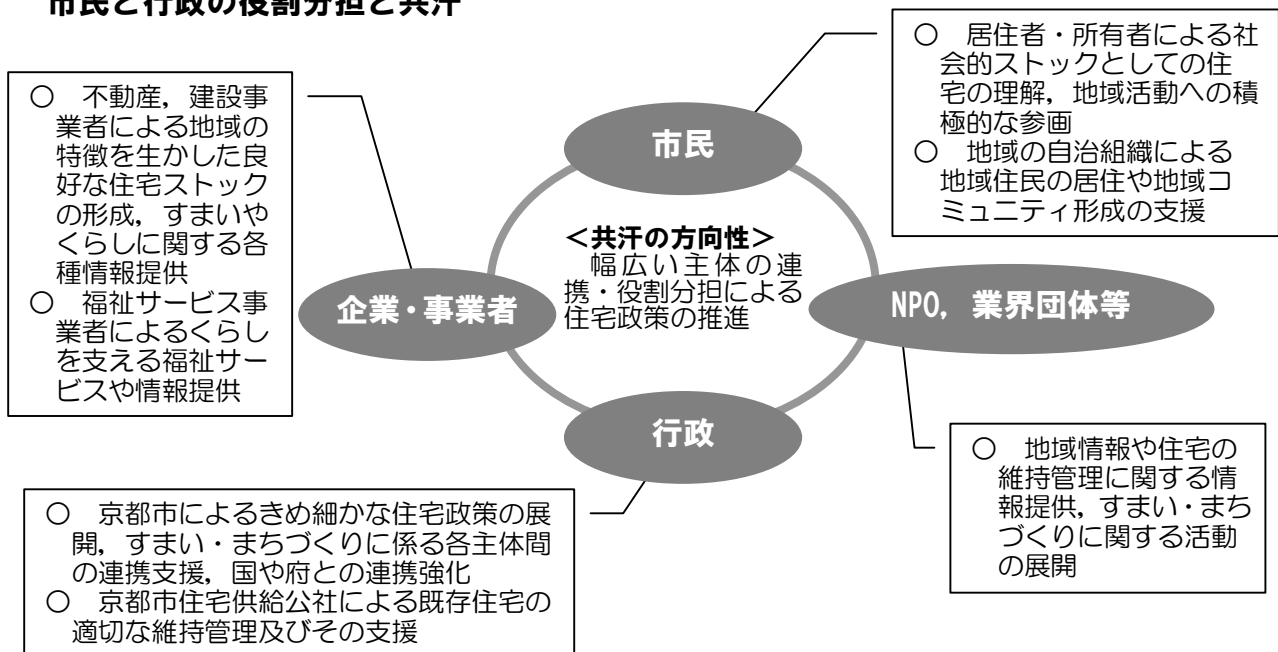 市民と行政の役割分担と共汗
○　居住者・所有者による社
会的ストックとしての住
宅の理解，地域活動への積
極的な参画
○　地域の自治組織による
地域住民の居住や地域コ
ミュニティ形成の支援
○　不動産，建設事
業者による地域の
特徴を生かした良
好な住宅ストック
の形成，すまいや
くらしに関する各
種情報提供
○　福祉サービス事
業者によるくらし
を支える福祉サー
ビスや情報提供
市民
＜共汗の方向性＞
幅広い主体の連
携・役割分担による
住宅政策の推進
企業・事業者
NPO，業界団体等
行政
○　地域情報や住宅の
維持管理に関する情
報提供，すまい・まち
づくりに関する活動
の展開
○　京都市によるきめ細かな住宅政策の展
開，すまい・まちづくりに係る各主体間
の連携支援，国や府との連携強化
○　京都市住宅供給公社による既存住宅の
適切な維持管理及びその支援